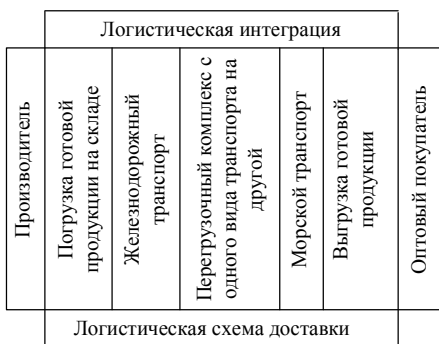 Логистическая интеграция
Производитель
Погрузка готовой
продукции на складе
Железнодорожный
транспорт
Перегрузочный комплекс с
одного вида транспорта на
другой
Морской транспорт
Выгрузка готовой
продукции
Оптовый покупатель
Логистическая схема доставки